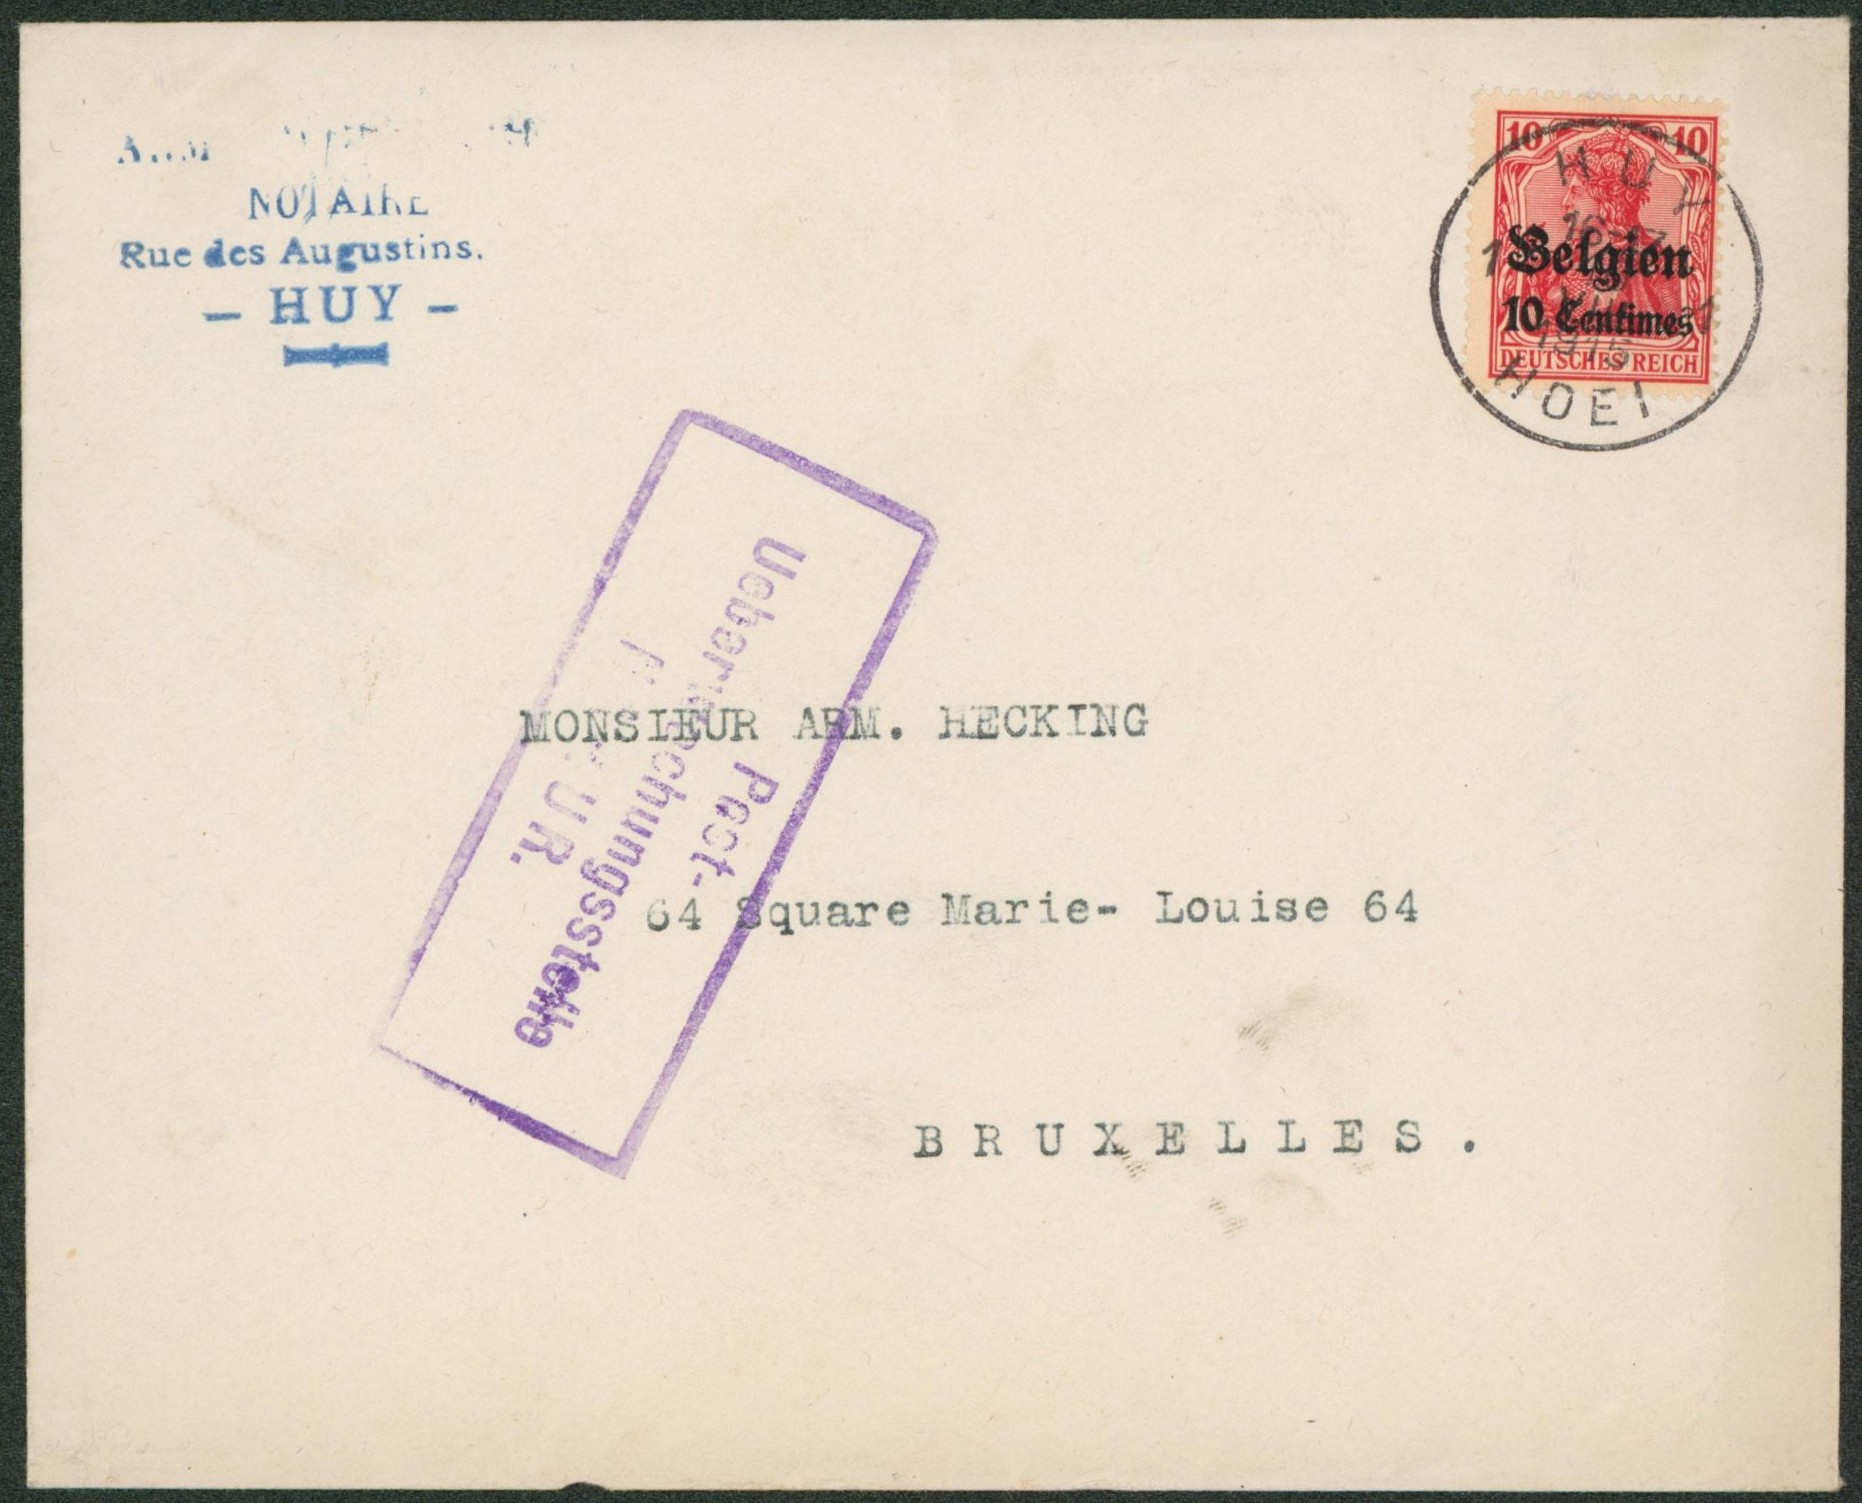 NOTAIRE
Rue des Augustins.
— HUY —
10 10
Belgien
10 Centimes
DEUTSCHES REICH
HUY
1915
HOEI
Post-
Ueberwachungsstelle
MONSIEUR ARM. HECKING
64 Square Marie- Louise 64
BRUXELLES.